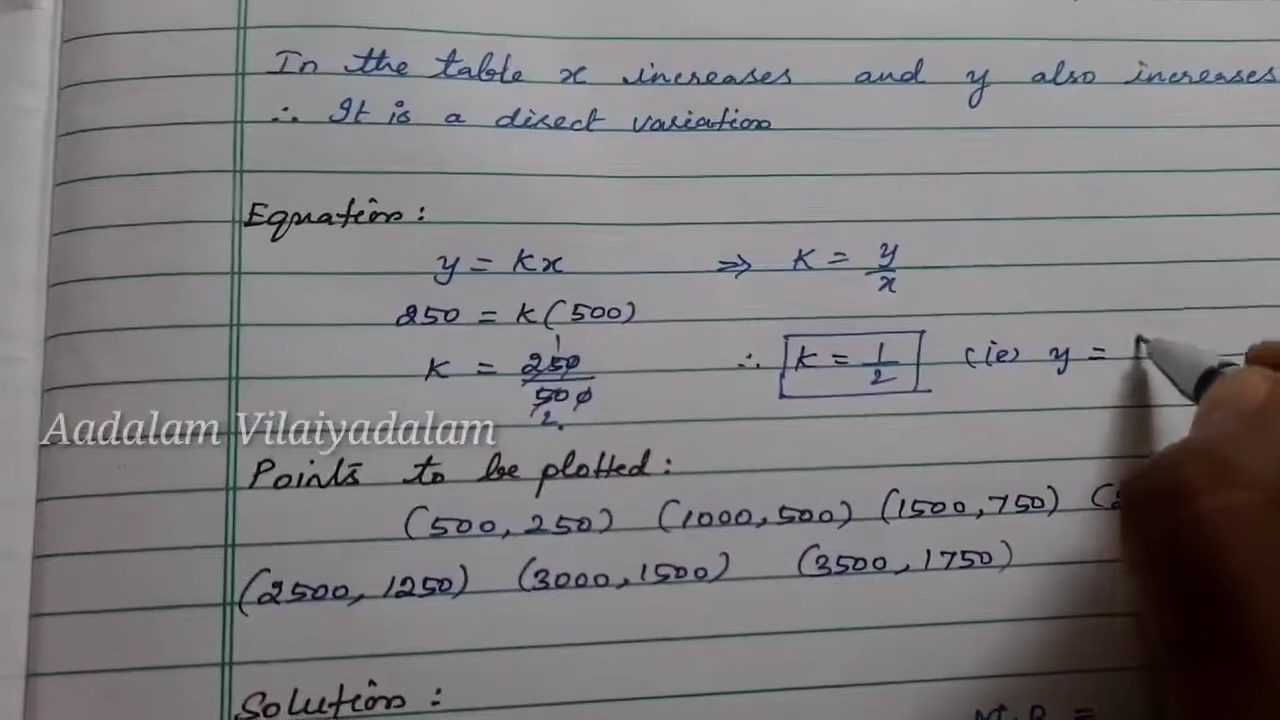 In the table x increases and y also increases
∴ It is a direct variation
Equation:
y = kx ⇒ K = y/x
250 = K(500)
K = 250/500 ∴ K = 1/2 (ie) y =
1
2.
Aadalam Vilaiyadalam
Points to be plotted:
(500, 250) (1000, 500) (1500, 750) (
(2500, 1250) (3000, 1500) (3500, 1750)
Solution: